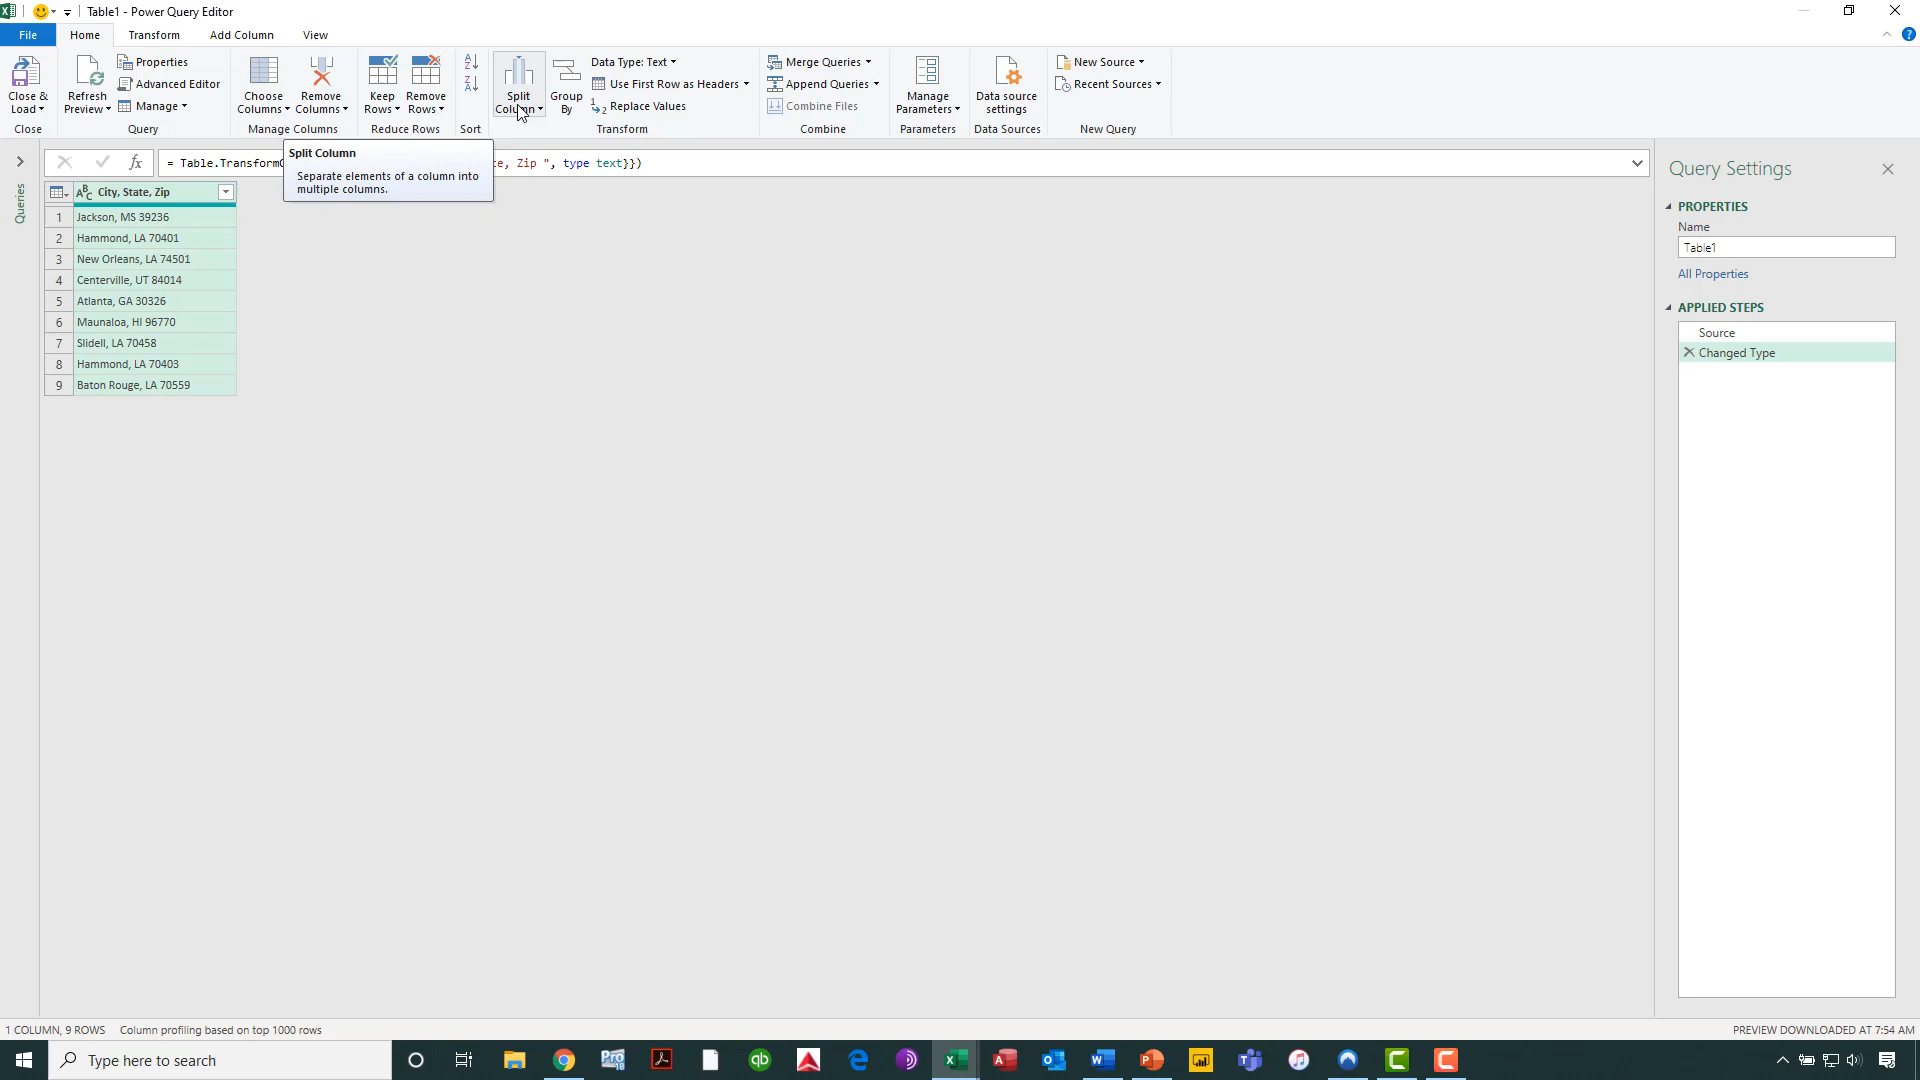 Table1 - Power Query Editor
File Home Transform Add Column View
Close & Load
Close
Refresh Preview
Properties
Advanced Editor
Manage
Query
Choose Columns
Remove Columns
Manage Columns
Keep Rows
Remove Rows
Reduce Rows
Sort
Split Column
Group By
Data Type: Text
Use First Row as Headers
Replace Values
Transform
Merge Queries
Append Queries
Combine Files
Combine
Manage Parameters
Parameters
Data source settings
Data Sources
New Source
Recent Sources
New Query
Split Column
Separate elements of a column into
multiple columns.
fx
= Table.Transform
e, Zip ", type text}})
Queries
City, State, Zip
1 Jackson, MS 39236
2 Hammond, LA 70401
3 New Orleans, LA 74501
4 Centerville, UT 84014
5 Atlanta, GA 30326
6 Maunaloa, HI 96770
7 Slidell, LA 70458
8 Hammond, LA 70403
9 Baton Rouge, LA 70559
Query Settings
PROPERTIES
Name
Table1
All Properties
APPLIED STEPS
Source
Changed Type
1 COLUMN, 9 ROWS Column profiling based on top 1000 rows
PREVIEW DOWNLOADED AT 7:54 AM
Type here to search